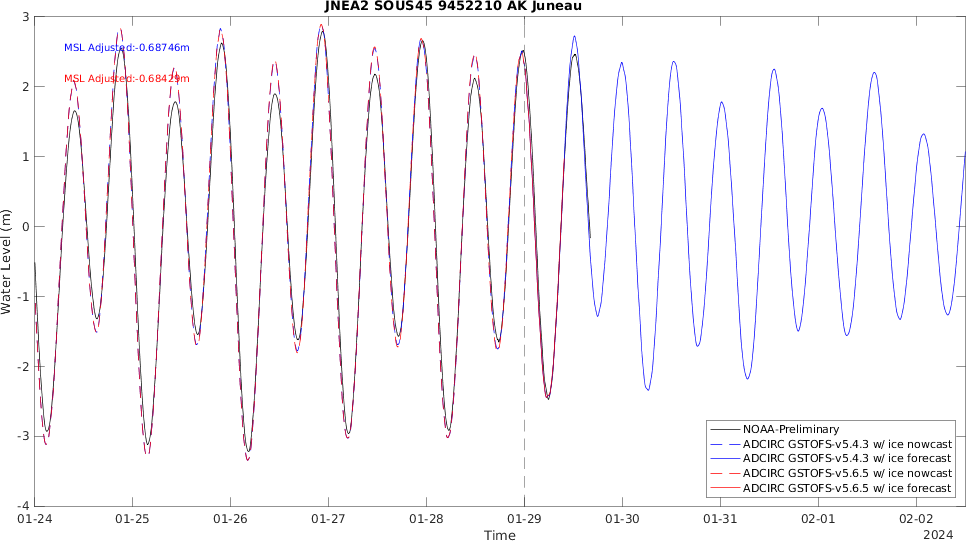 JNEA2 SOUS45 9452210 AK Juneau
3
MSL Adjusted:-0.68746m
MSL Adjusted:-0.68429m
2
1
0
-1
-2
-3
-4
Water Level (m)
NOAA-Preliminary
ADCIRC GSTOFS-v5.4.3 w/ ice nowcast
ADCIRC GSTOFS-v5.4.3 w/ ice forecast
ADCIRC GSTOFS-v5.6.5 w/ ice nowcast
ADCIRC GSTOFS-v5.6.5 w/ ice forecast
01-24 01-25 01-26 01-27 01-28 01-29 01-30 01-31 02-01 02-02
Time
2024